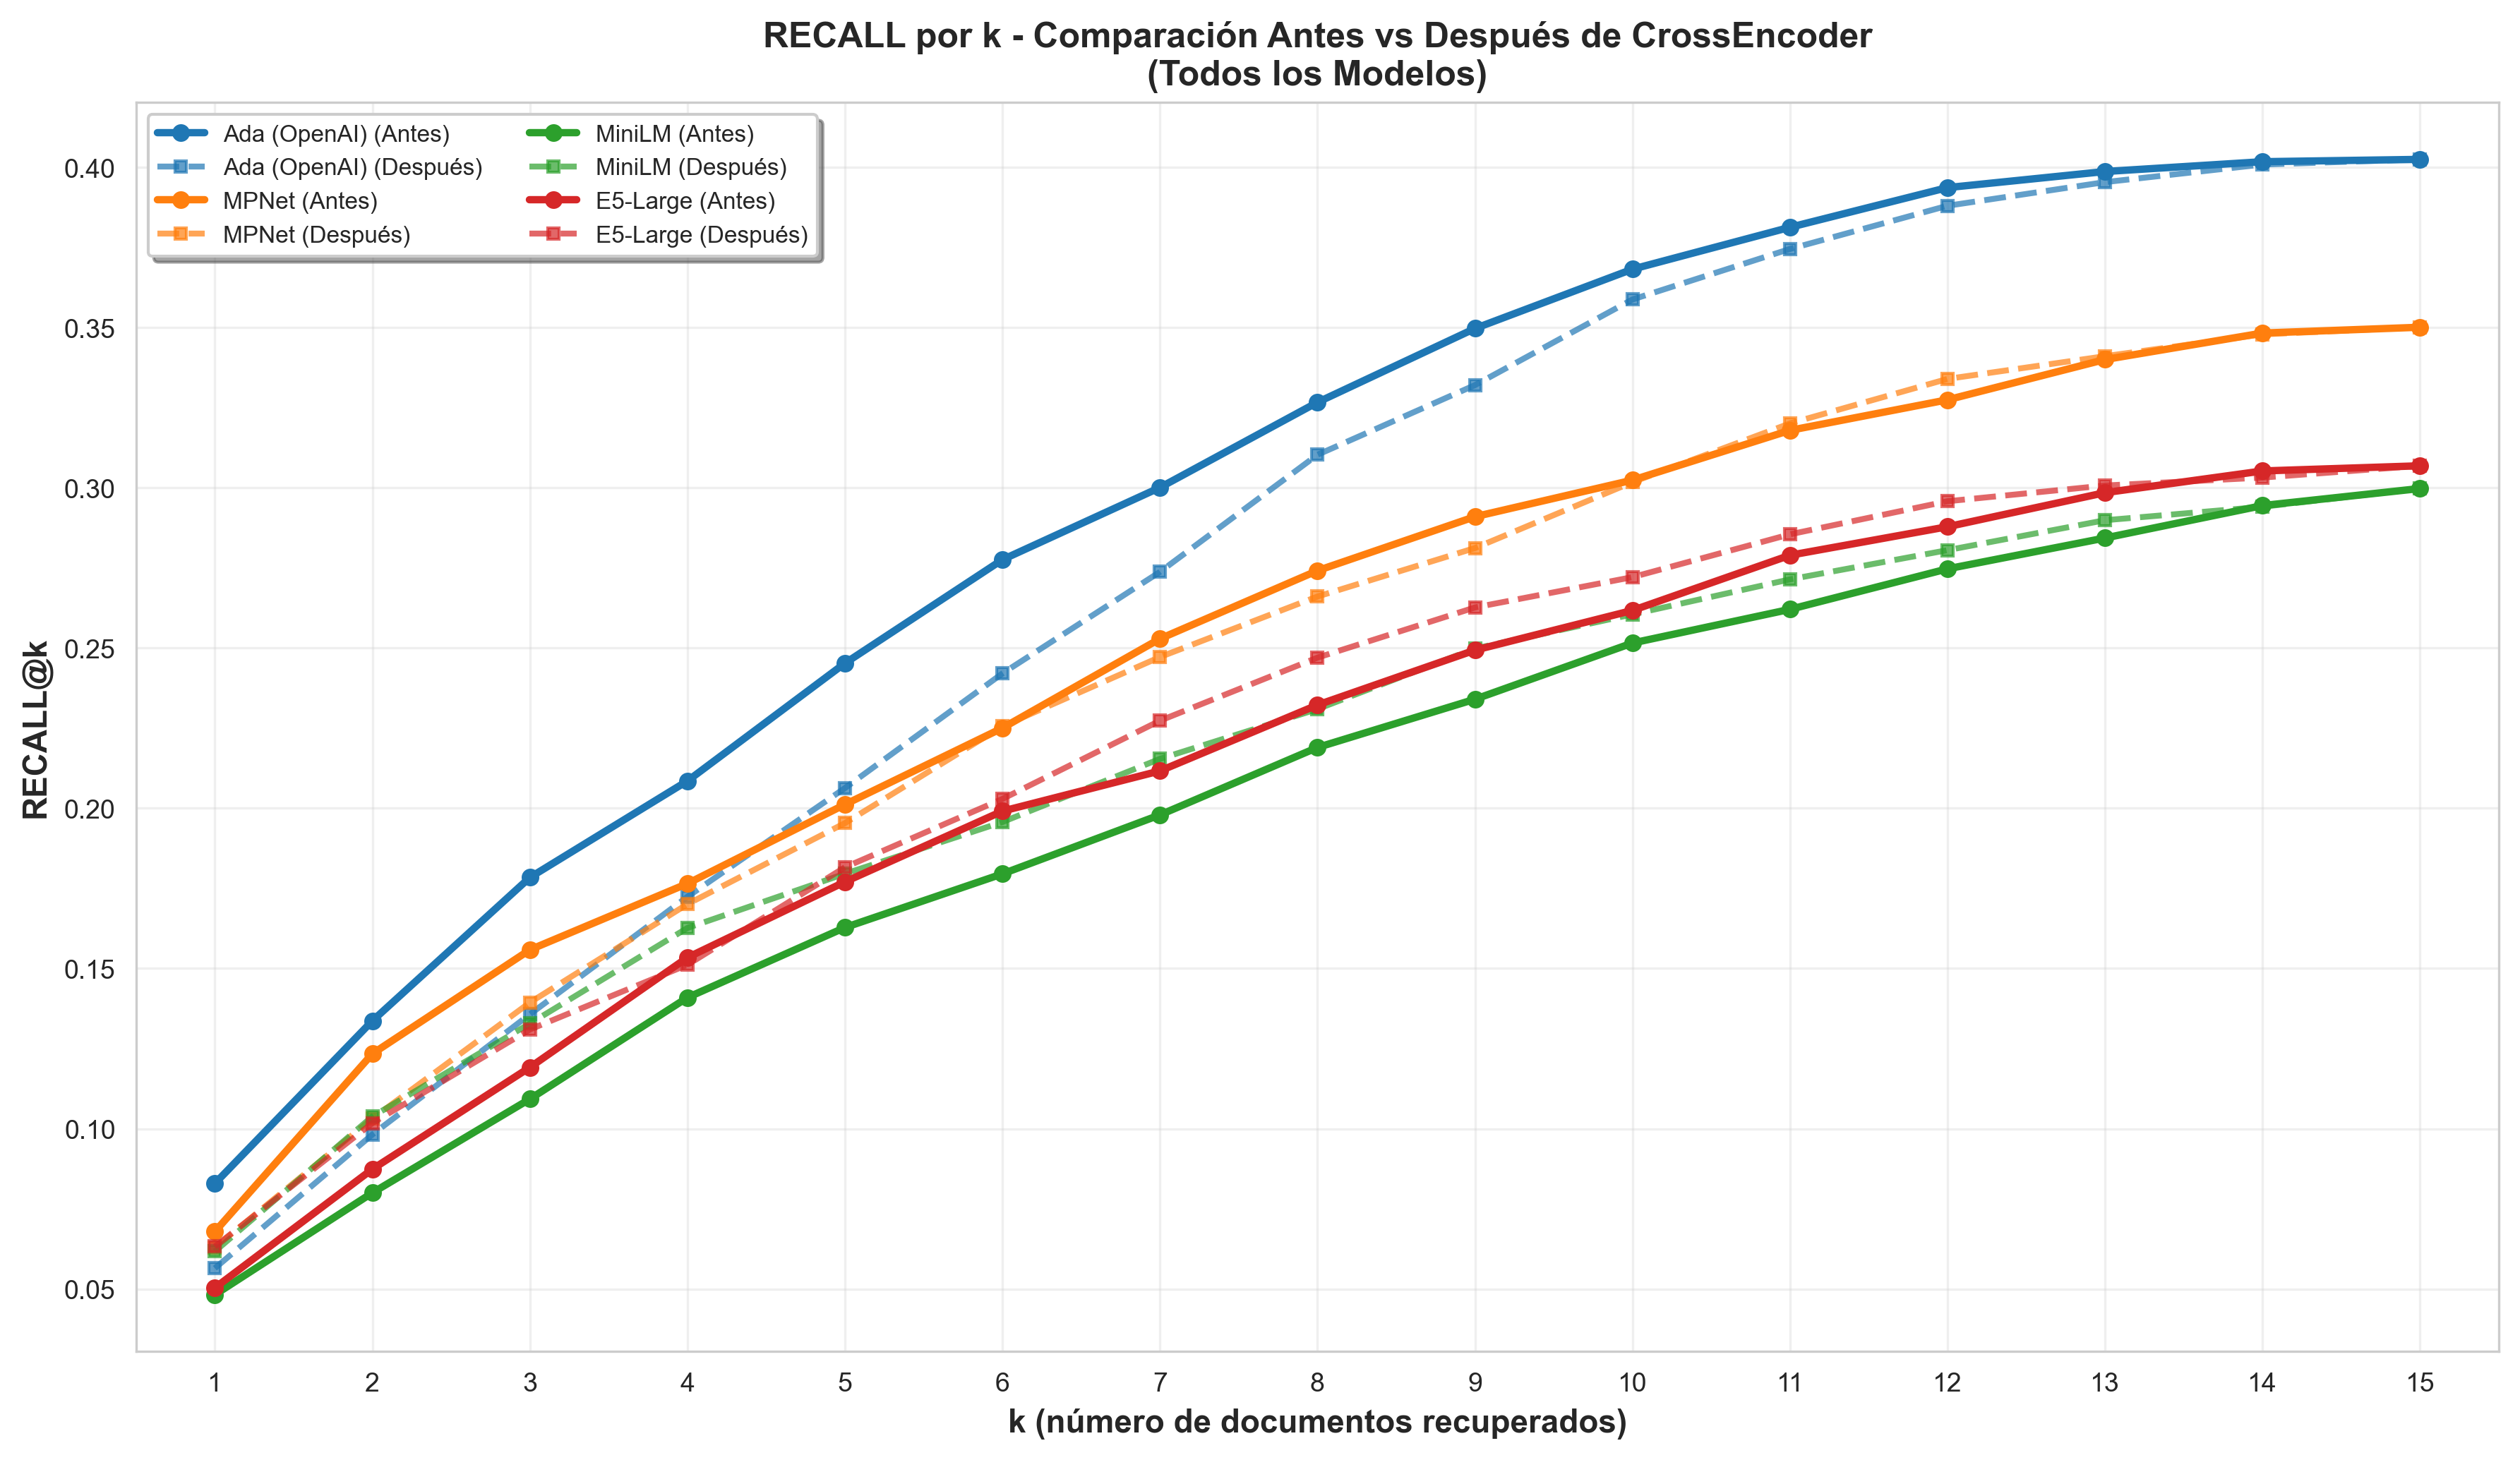 RECALL por k - Comparación Antes vs Después de CrossEncoder
(Todos los Modelos)
Ada (OpenAI) (Antes)
Ada (OpenAI) (Después)
MPNet (Antes)
MPNet (Después)
MiniLM (Antes)
MiniLM (Después)
E5-Large (Antes)
E5-Large (Después)
RECALL@k
0.40
0.35
0.30
0.25
0.20
0.15
0.10
0.05
1 2 3 4 5 6 7 8 9 10 11 12 13 14 15
k (número de documentos recuperados)